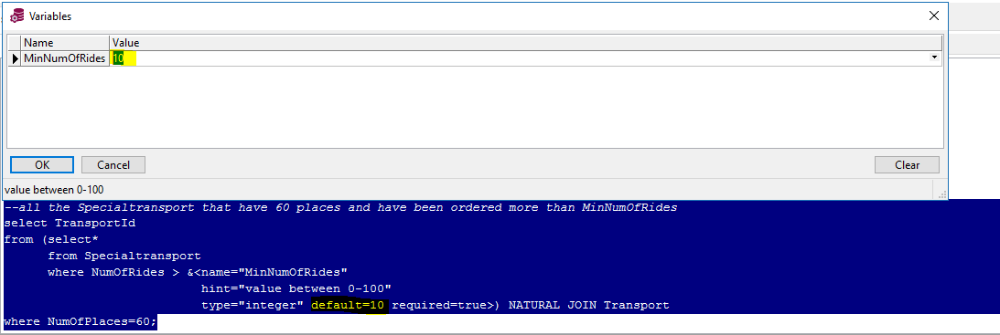 Variables
Name Value
MinNumOfRides 10
OK Cancel Clear
value between 0-100
--all the Specialtransport that have 60 places and have been ordered more than MinNumOfRides
select TransportId
from (select*
from Specialtransport
where NumOfRides > &<name="MinNumOfRides"
hint="value between 0-100"
type="integer" default=10 required=true>) NATURAL JOIN Transport
where NumOfPlaces=60;